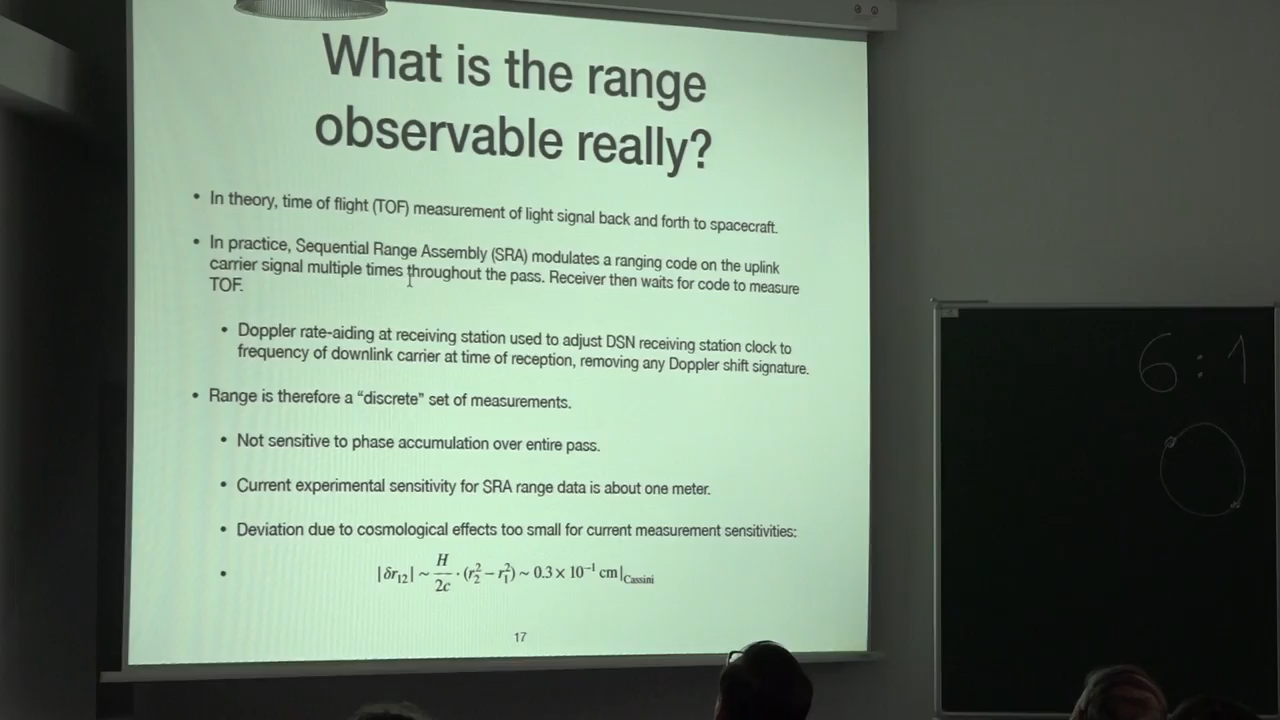 What is the range
observable really?
• In theory, time of flight (TOF) measurement of light signal back and forth to spacecraft.
• In practice, Sequential Range Assembly (SRA) modulates a ranging code on the uplink
carrier signal multiple times throughout the pass. Receiver then waits for code to measure
TOF.
• Doppler rate-aiding at receiving station used to adjust DSN receiving station clock to
frequency of downlink carrier at time of reception, removing any Doppler shift signature.
• Range is therefore a “discrete” set of measurements.
• Not sensitive to phase accumulation over entire pass.
• Current experimental sensitivity for SRA range data is about one meter.
• Deviation due to cosmological effects too small for current measurement sensitivities:
• |δr₁₂| ~ H/2c · (r₂² − r₁²) ~ 0.3 × 10⁻¹ cm|Cassini
17
6:1